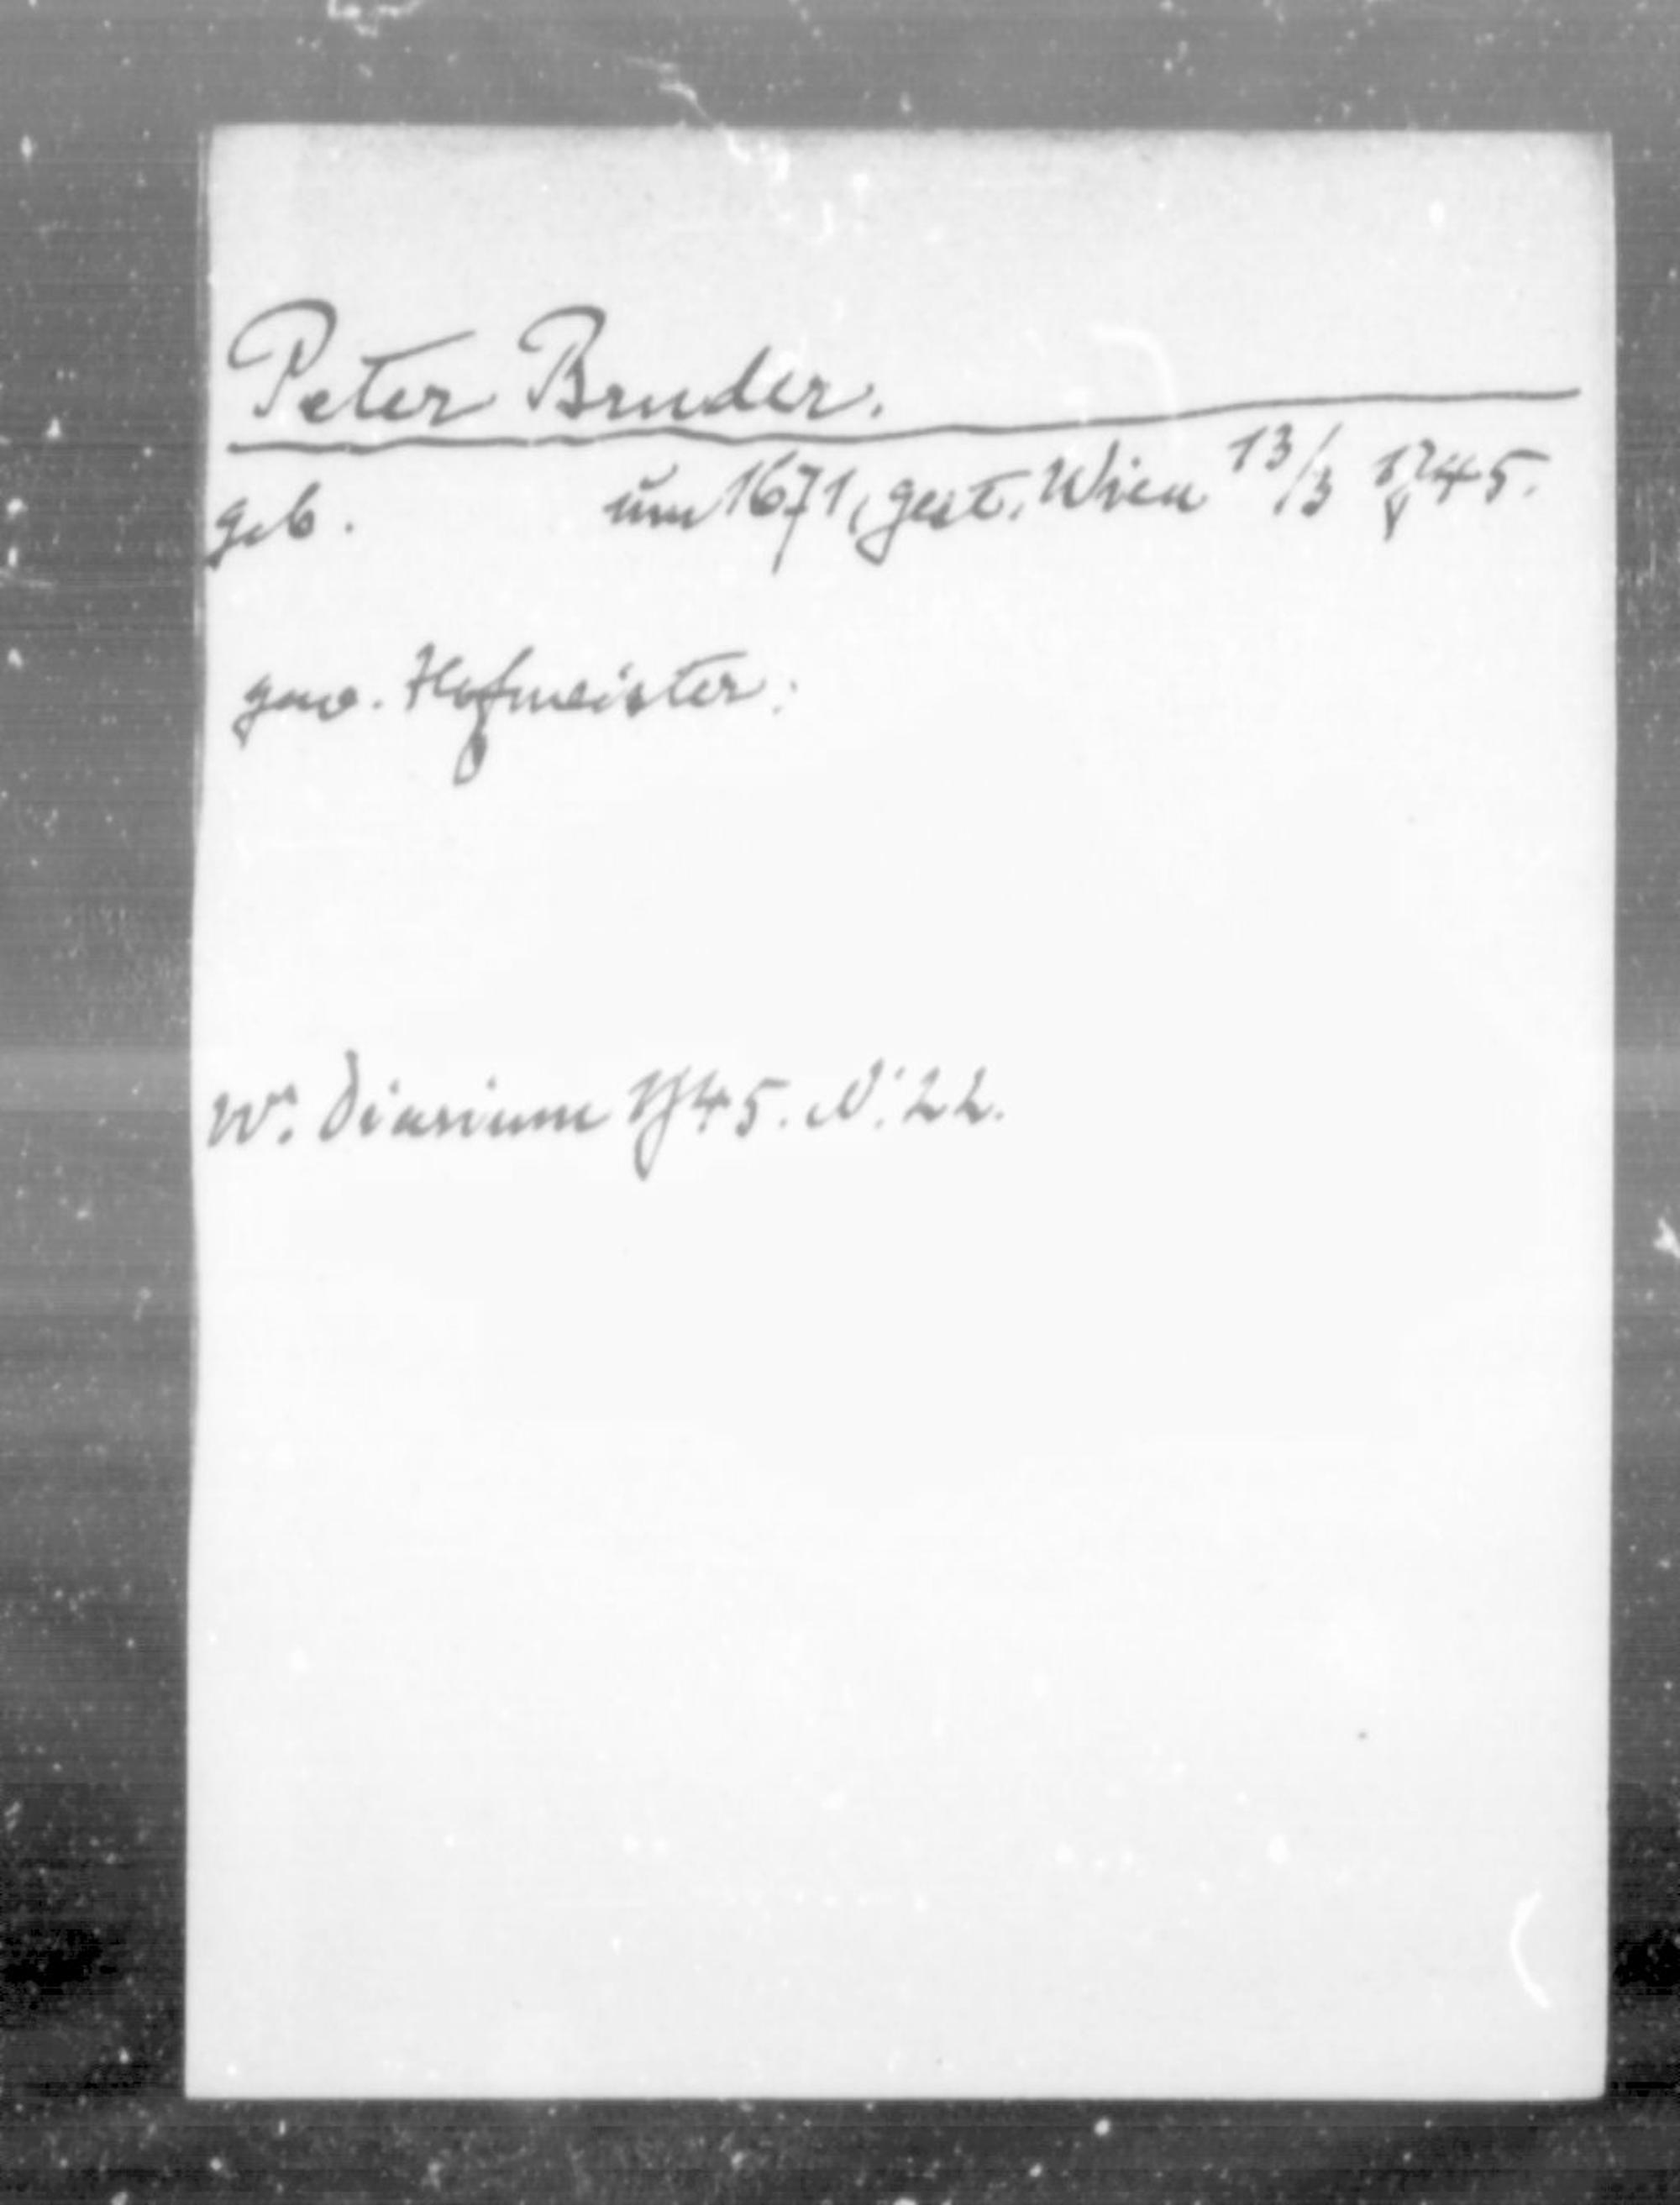 Peter Bruder.
geb. um 1671, gest. Wien 13/3 1745.
gew. Hofmeister.
W. Diarium 1745. N. 22.